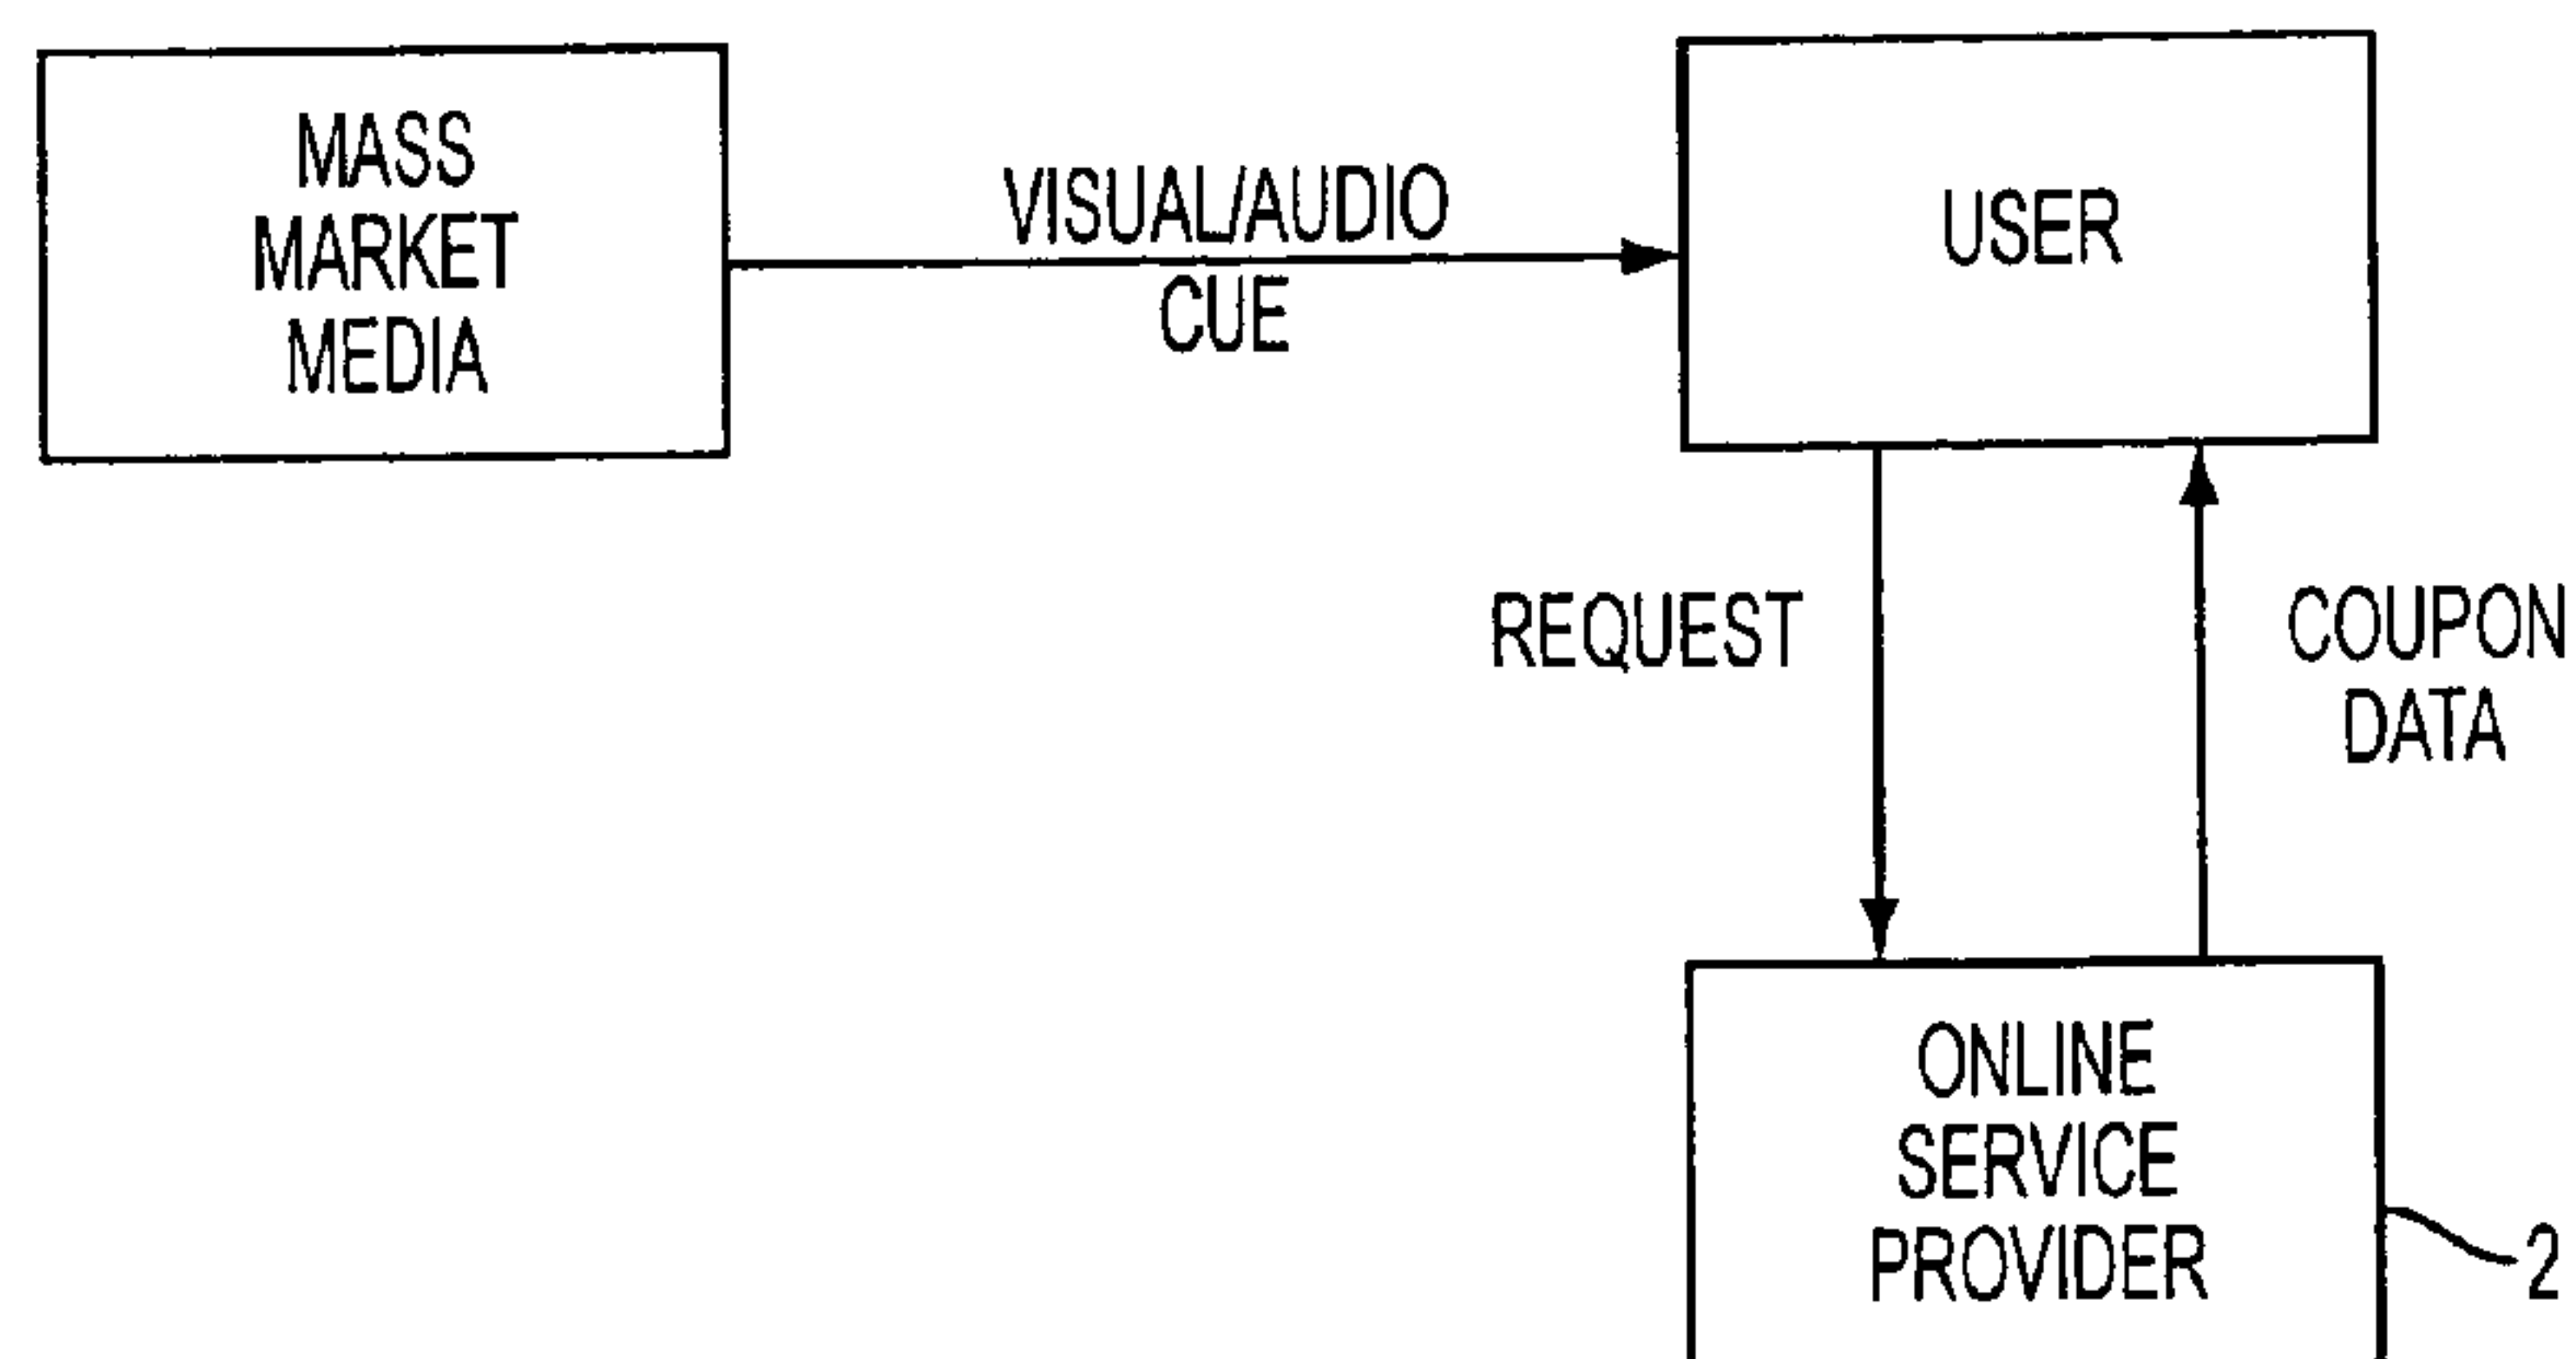 MASS
MARKET
MEDIA
VISUAL/AUDIO
CUE
USER
REQUEST
COUPON
DATA
ONLINE
SERVICE
PROVIDER
2